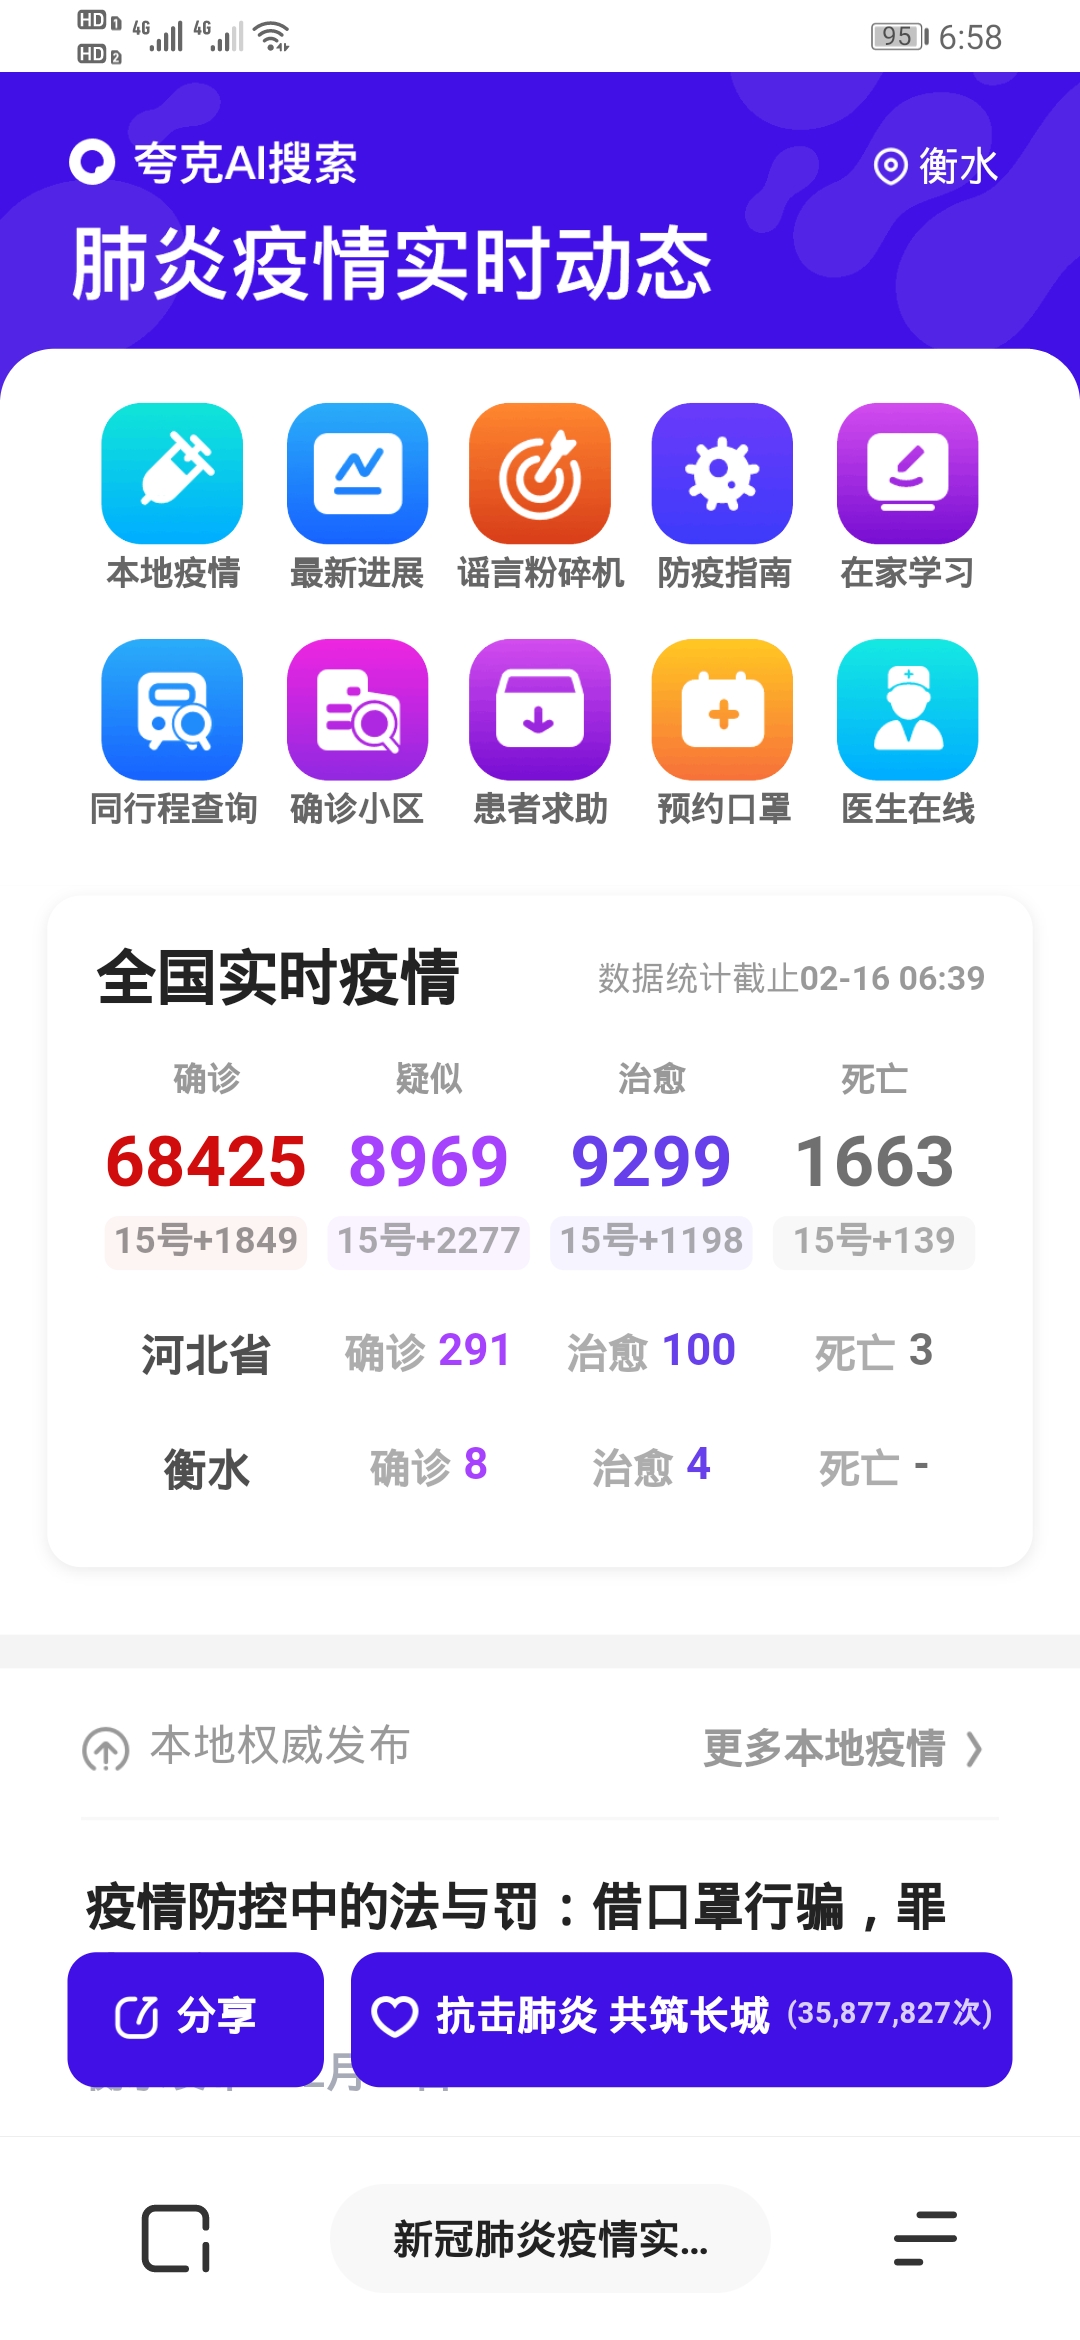 HD 1 4G 4G
HD 2
95 6:58
夸克AI搜索
衡水
肺炎疫情实时动态
本地疫情 最新进展 谣言粉碎机 防疫指南 在家学习
同行程查询 确诊小区 患者求助 预约口罩 医生在线
全国实时疫情
数据统计截止02-16 06:39
确诊 疑似 治愈 死亡
68425 8969 9299 1663
15号+1849 15号+2277 15号+1198 15号+139
河北省 确诊 291 治愈 100 死亡 3
衡水 确诊 8 治愈 4 死亡 -
本地权威发布
更多本地疫情
疫情防控中的法与罚：借口罩行骗，罪
分享
抗击肺炎 共筑长城 (35,877,827次)
新冠肺炎疫情实...